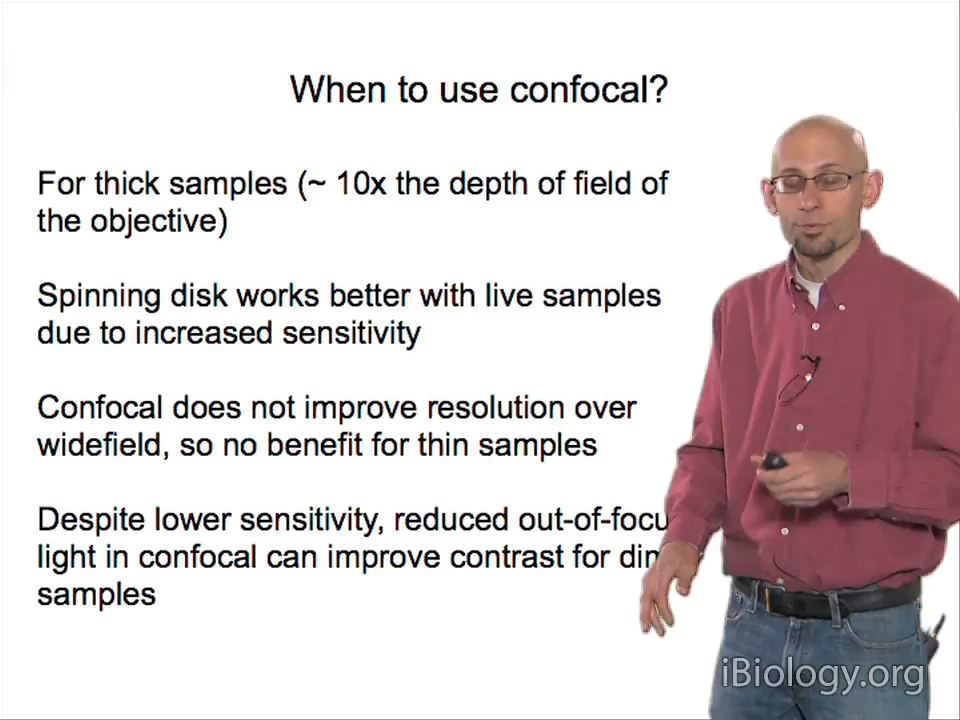 When to use confocal?
For thick samples (~ 10x the depth of field of
the objective)
Spinning disk works better with live samples
due to increased sensitivity
Confocal does not improve resolution over
widefield, so no benefit for thin samples
Despite lower sensitivity, reduced out-of-focu
light in confocal can improve contrast for dim
samples
iBiology.org